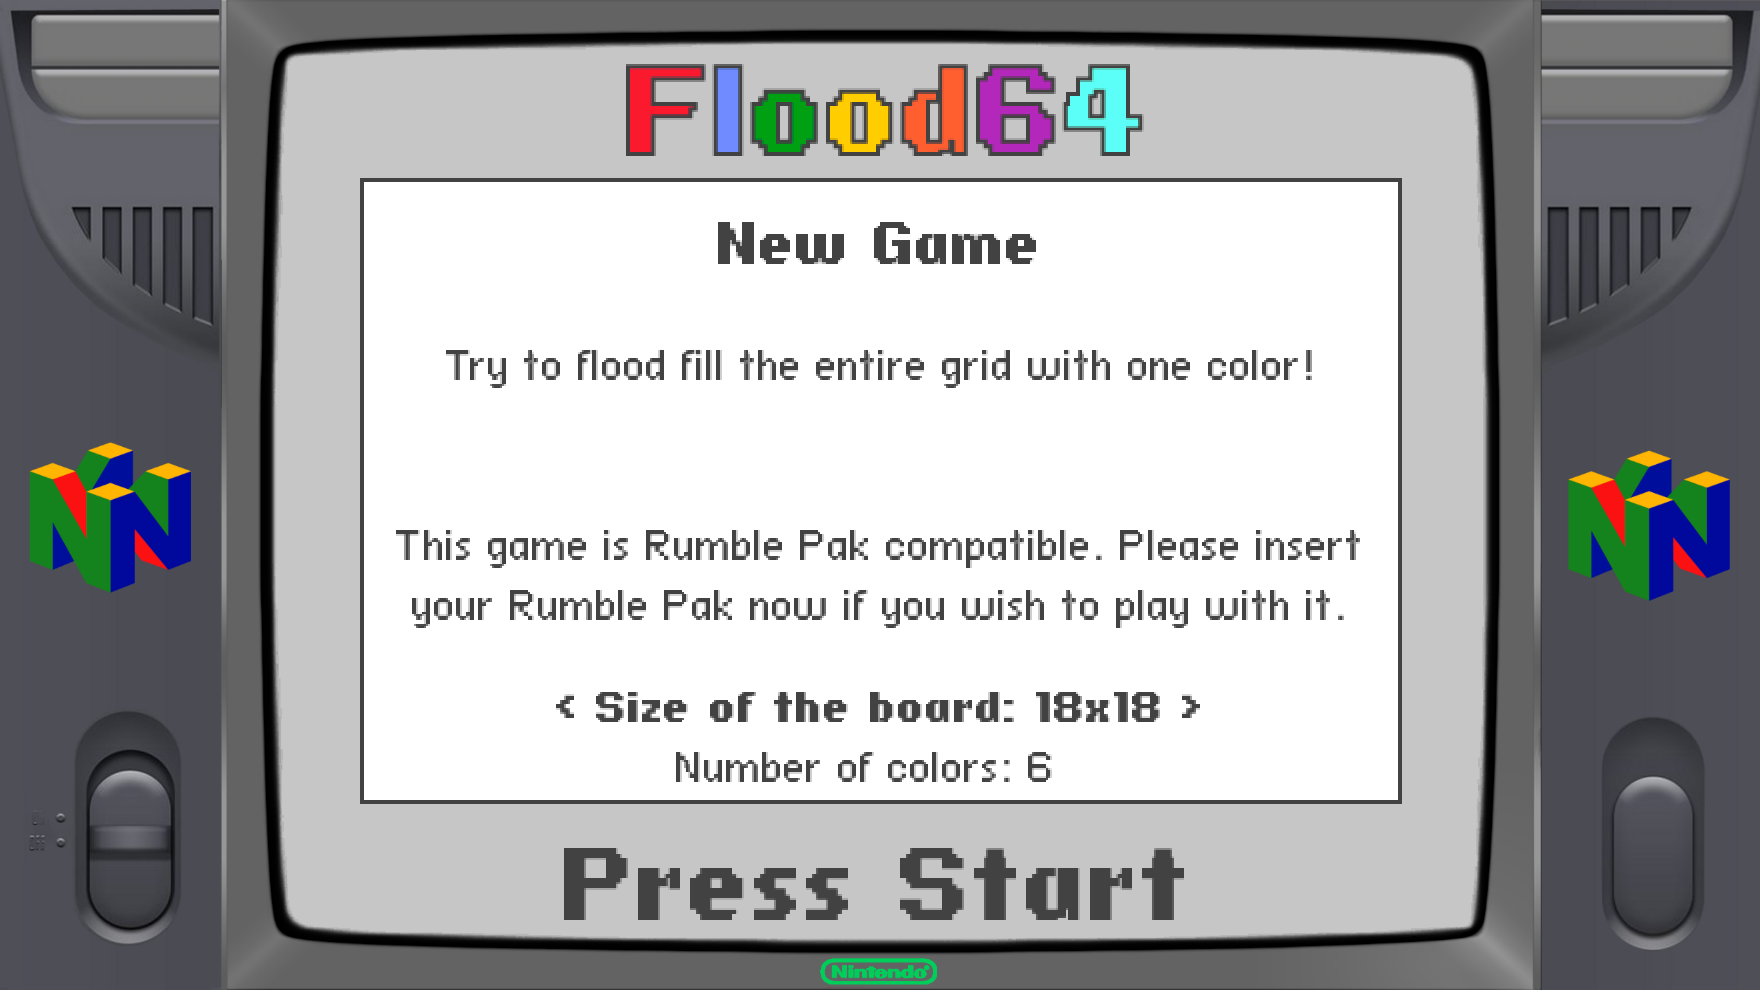 Flood64
New Game
Try to flood fill the entire grid with one color!
This game is Rumble Pak compatible. Please insert
your Rumble Pak now if you wish to play with it.
< Size of the board: 18x18 >
Number of colors: 6
Press Start
On
Off
Nintendo